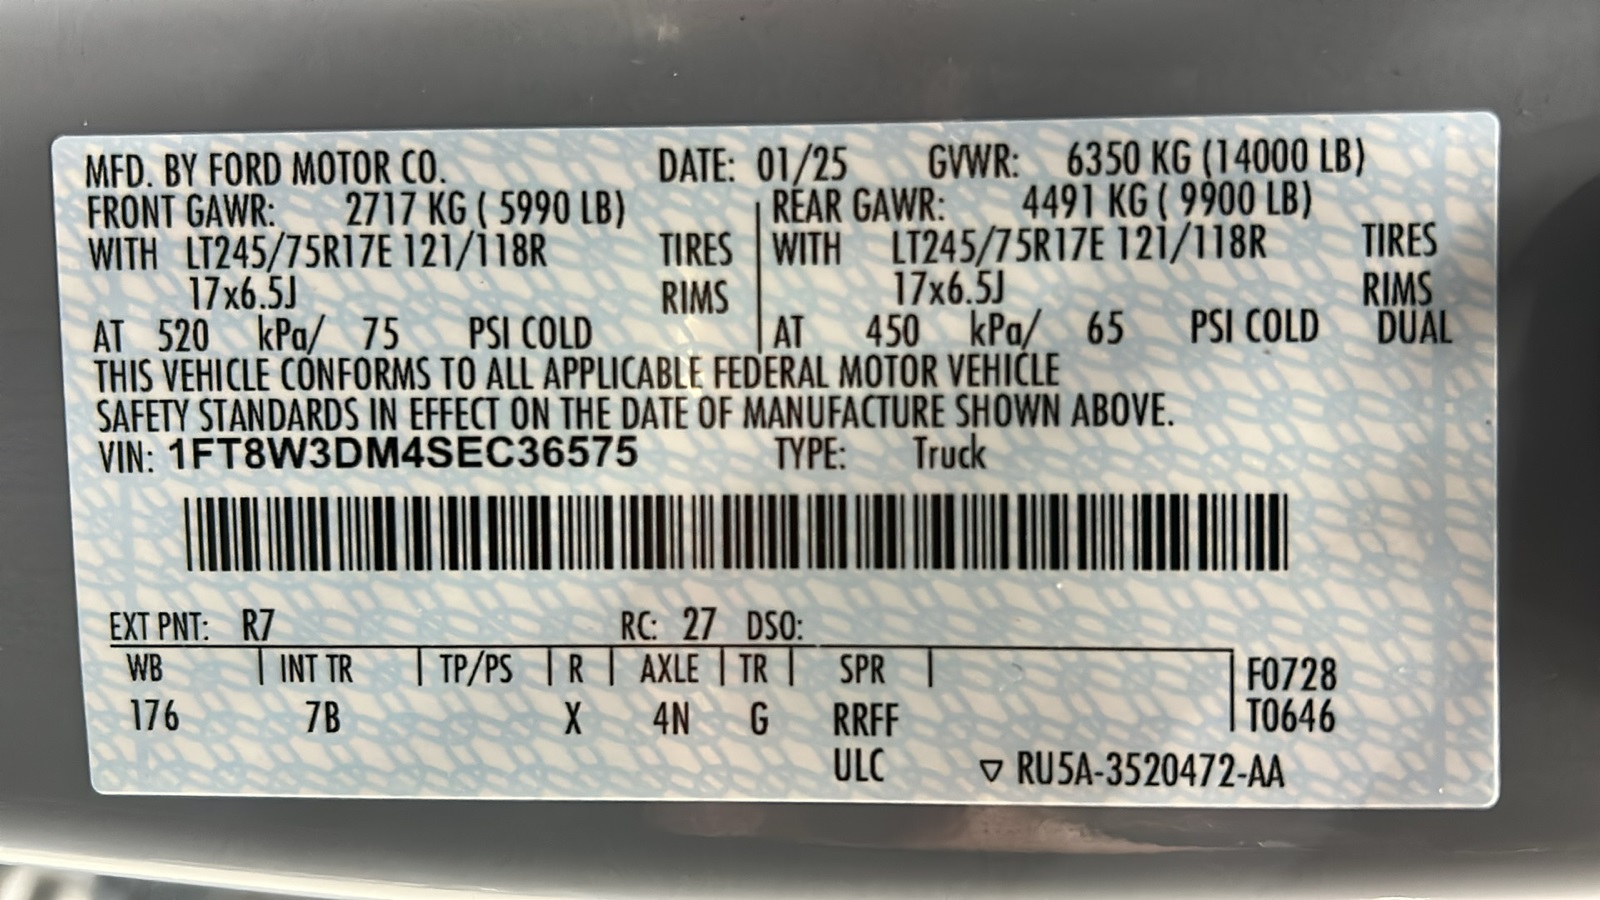 MFD. BY FORD MOTOR CO. DATE: 01/25 GVWR: 6350 KG (14000 LB)
FRONT GAWR: 2717 KG ( 5990 LB) REAR GAWR: 4491 KG ( 9900 LB)
WITH LT245/75R17E 121/118R TIRES WITH LT245/75R17E 121/118R TIRES
17x6.5J RIMS 17x6.5J RIMS
AT 520 kPa/ 75 PSI COLD AT 450 kPa/ 65 PSI COLD DUAL
THIS VEHICLE CONFORMS TO ALL APPLICABLE FEDERAL MOTOR VEHICLE
SAFETY STANDARDS IN EFFECT ON THE DATE OF MANUFACTURE SHOWN ABOVE.
VIN: 1FT8W3DM4SEC36575 TYPE: Truck
EXT PNT: R7 RC: 27 DSO:
WB INT TR TP/PS R AXLE TR SPR F0728
176 7B X 4N G RRFF T0646
ULC ▽ RU5A-3520472-AA